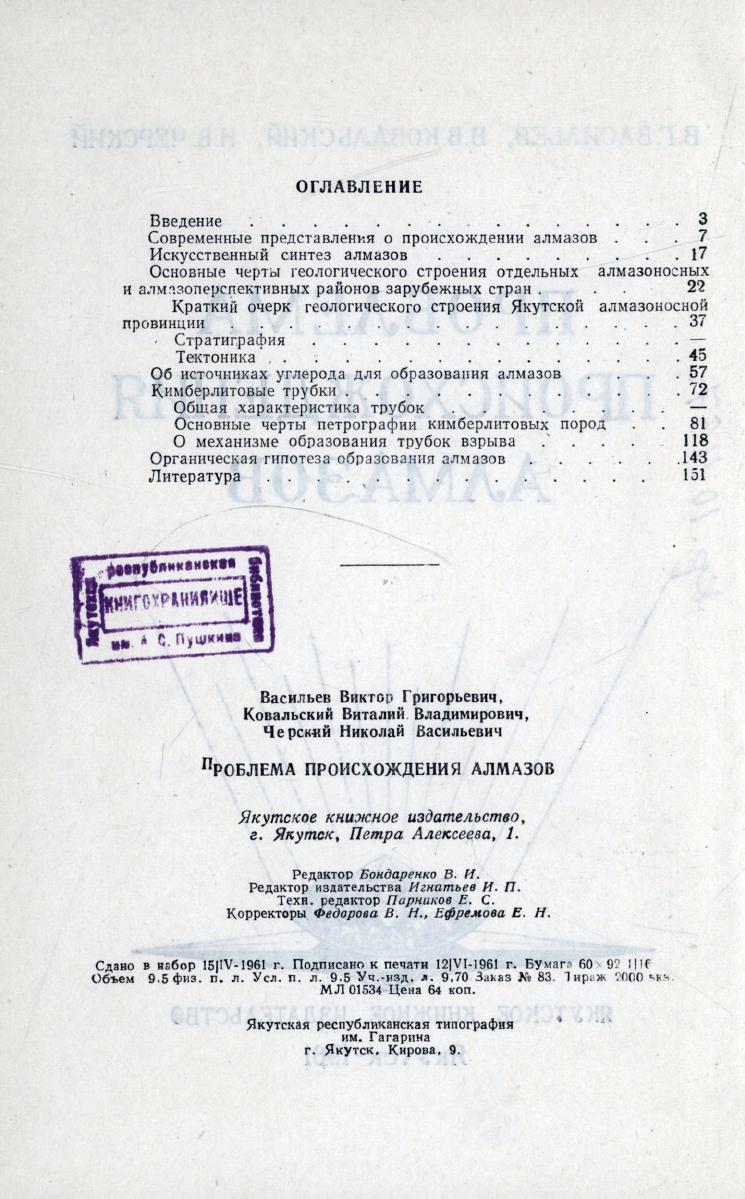 ОГЛАВЛЕНИЕ
Введение . . . . . . . . . . . . . . 3
Современные представления о происхождении алмазов . . . 7
Искусственный синтез алмазов . . . . . . . 17
Основные черты геологического строения отдельных алмазоносных
и алмазоперспективных районов зарубежных стран . . . . 22
Краткий очерк геологического строения Якутской алмазоносной
провинции . . . . . . . . . . . . . 37
Стратиграфия . . . . . . . . . . . . —
Тектоника . . . . . . . . . . . . . 45
Об источниках углерода для образования алмазов . . . . 57
Кимберлитовые трубки . . . . . . . . . . 72
Общая характеристика трубок . . . . . . . —
Основные черты петрографии кимберлитовых пород . . 81
О механизме образования трубок взрыва . . . . 118
Органическая гипотеза образования алмазов . . . . . 143
Литература . . . . . . . . . . . . . 151
Якутская республиканская библиотека
КНИГОХРАНИЛИЩЕ
им. А. С. Пушкина
Васильев Виктор Григорьевич,
Ковальский Виталий Владимирович,
Черский Николай Васильевич
ПРОБЛЕМА ПРОИСХОЖДЕНИЯ АЛМАЗОВ
Якутское книжное издательство,
г. Якутск, Петра Алексеева, 1.
Редактор Бондаренко В. И.
Редактор издательства Игнатьев И. П.
Техн. редактор Парников Е. С.
Корректоры Федорова В. Н., Ефремова Е. Н.
Сдано в набор 15|IV-1961 г. Подписано к печати 12|VI-1961 г. Бумага 60×92 1|16
Объем 9,5 физ. п. л. Усл. п. л. 9,5 Уч.-изд. л. 9,70 Заказ № 83. Тираж 2000 экз.
МЛ 01534 Цена 64 коп.
Якутская республиканская типография
им. Гагарина
г. Якутск, Кирова, 9.